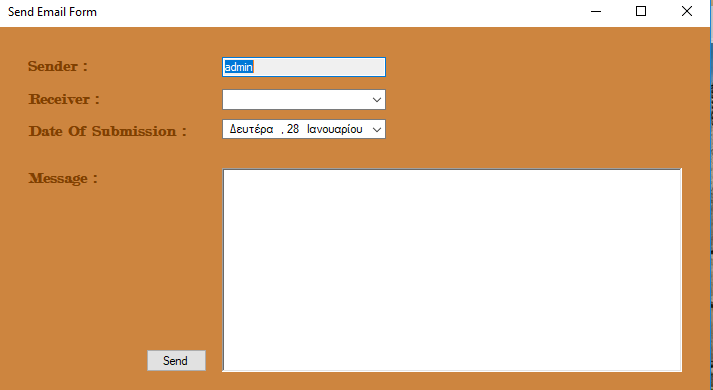 Send Email Form
Sender :
admin
Receiver :
Date Of Submission :
Δευτέρα , 28 Ιανουαρίου
Message :
Send